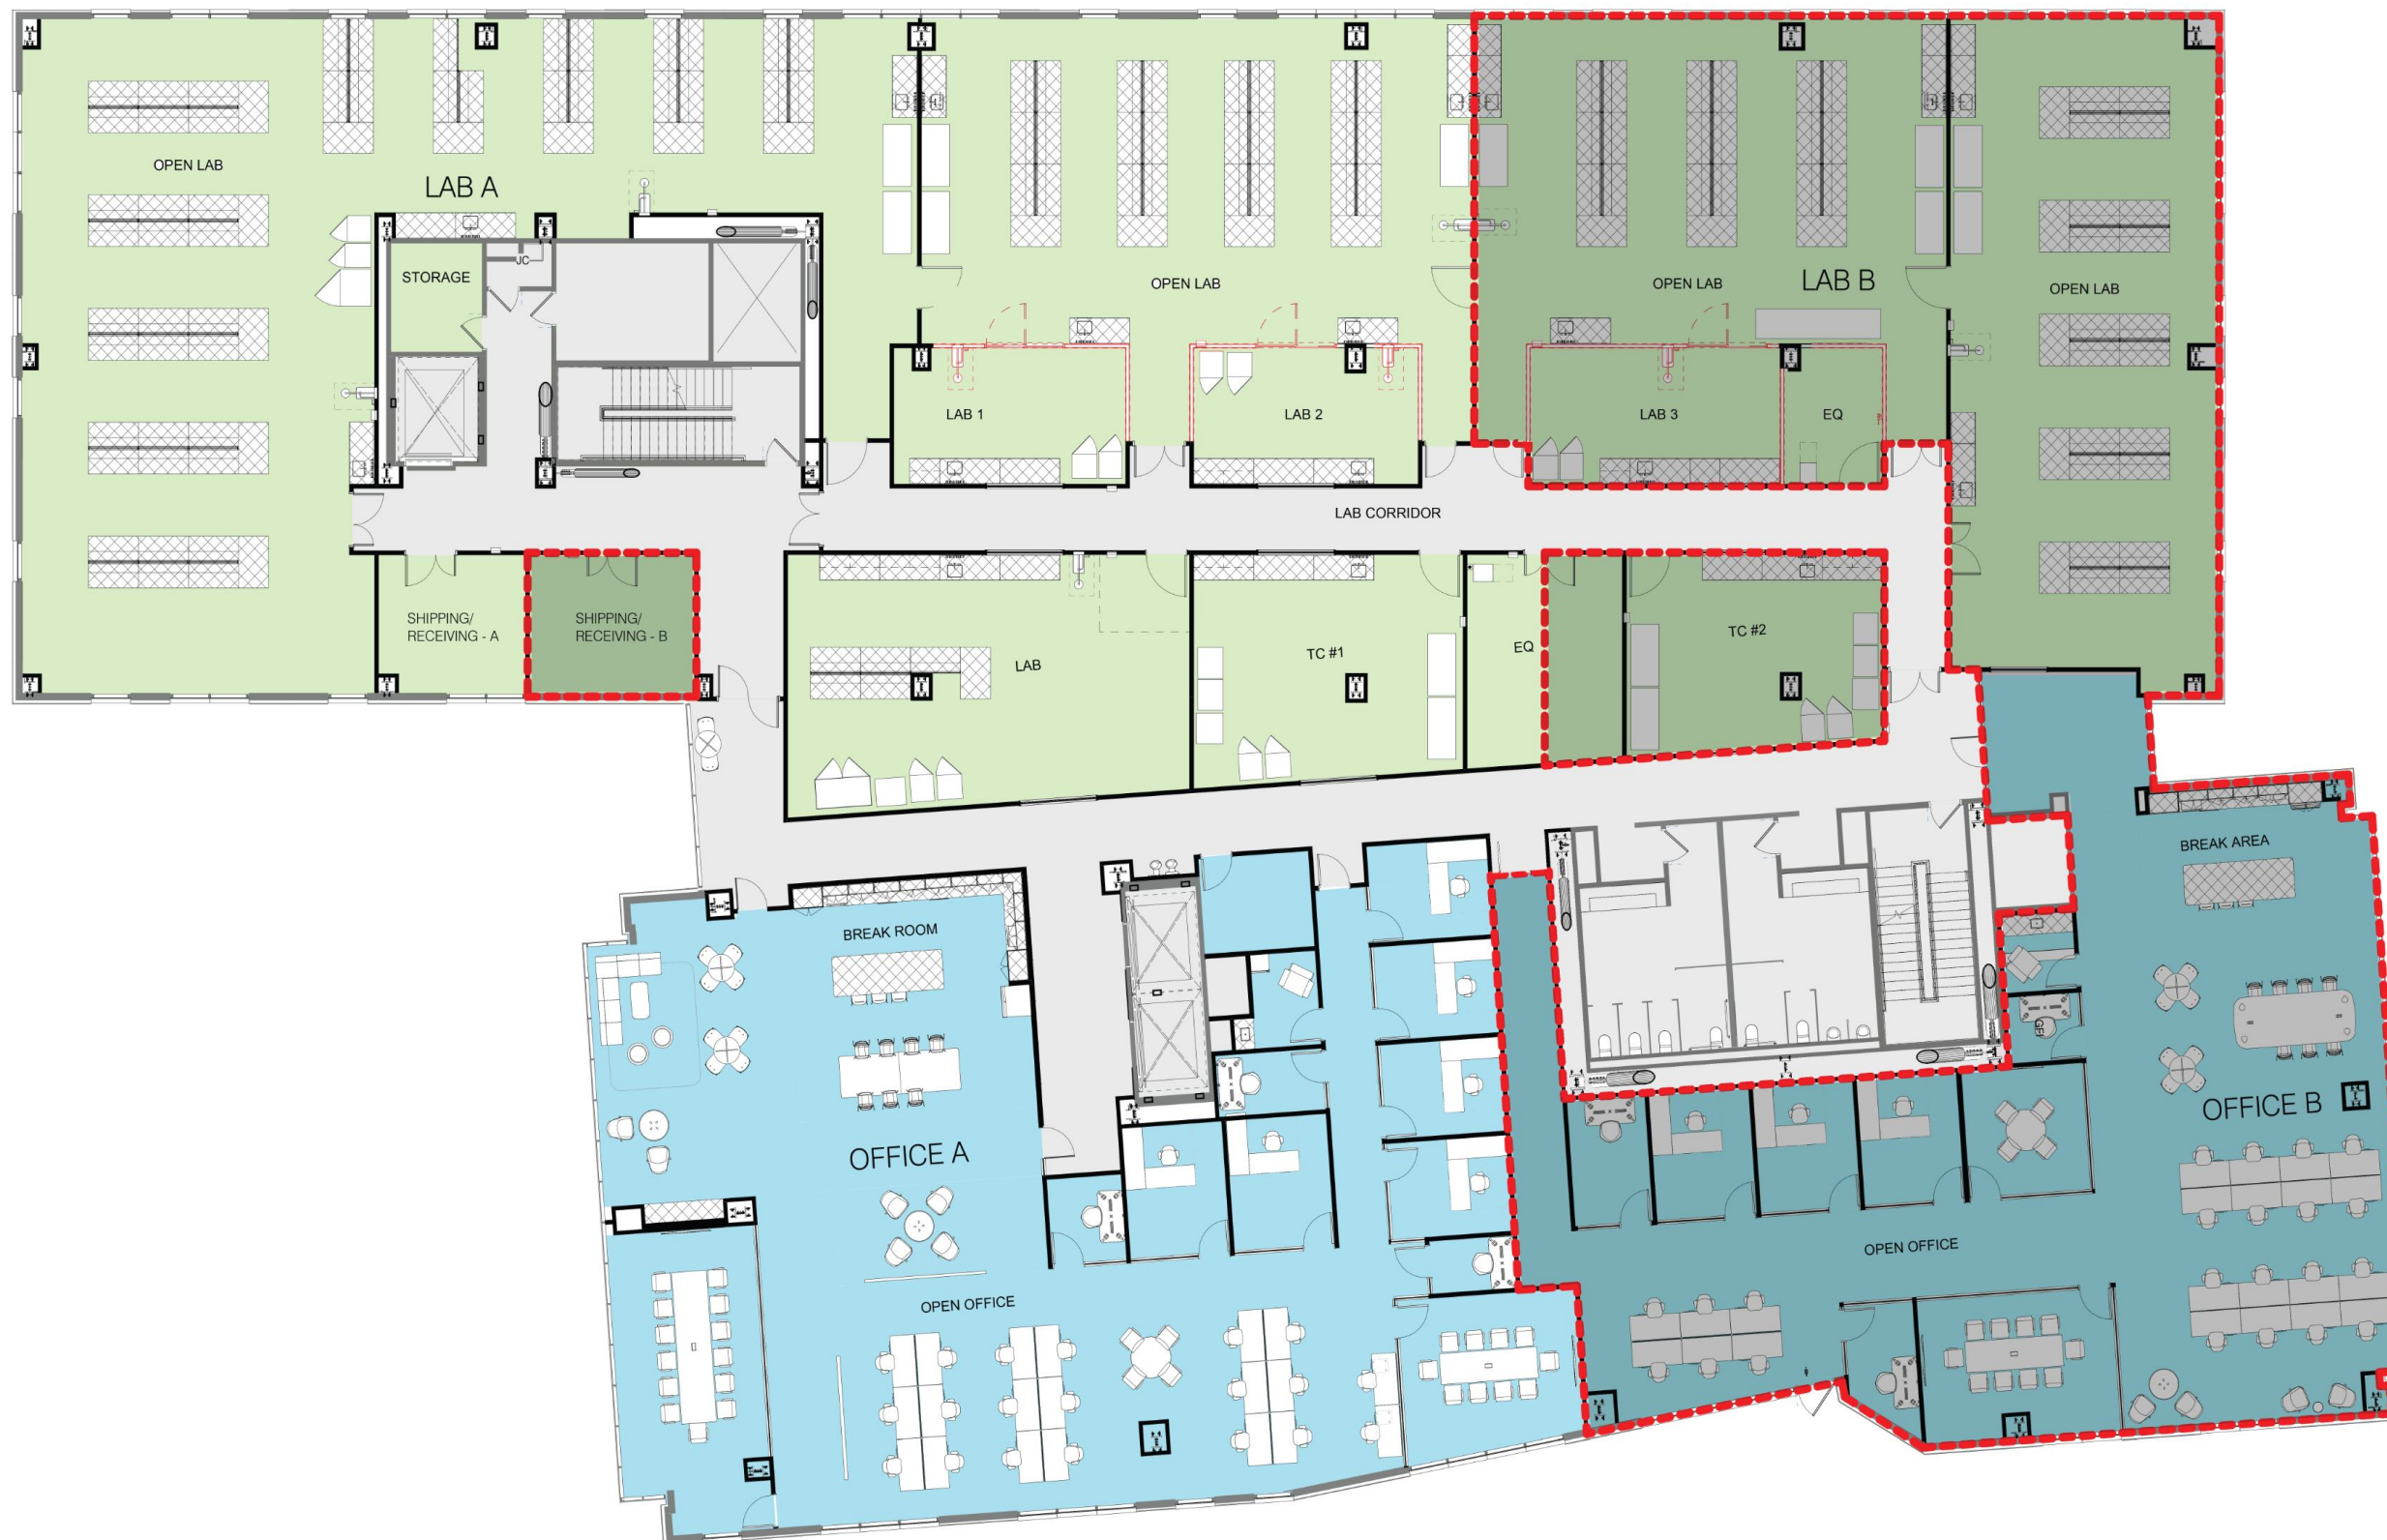 OPEN LAB
LAB A
STORAGE
JC
OPEN LAB
OPEN LAB
LAB B
OPEN LAB
LAB 1
LAB 2
LAB 3
EQ
LAB CORRIDOR
SHIPPING/
RECEIVING - A
SHIPPING/
RECEIVING - B
LAB
TC #1
EQ
TC #2
BREAK AREA
BREAK ROOM
GFI
OFFICE B
OFFICE A
OPEN OFFICE
OPEN OFFICE